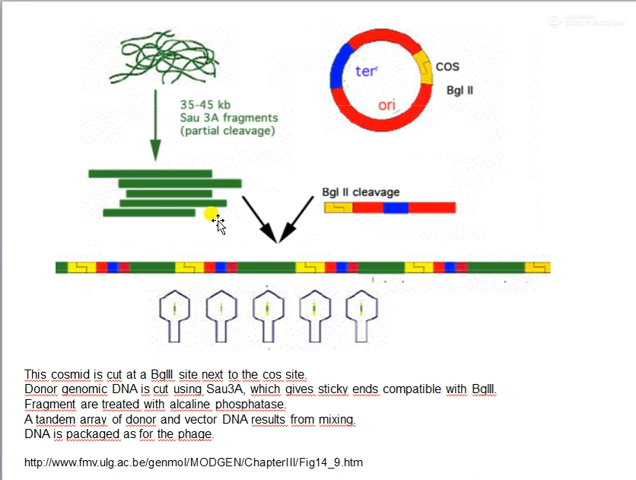 35-45 kb
Sau 3A fragments
(partial cleavage)
ter
ori
cos
Bgl II
Bgl II cleavage
This cosmid is cut at a BglII site next to the cos site.
Donor genomic DNA is cut using Sau3A, which gives sticky ends compatible with BglII.
Fragment are treated with alcaline phosphatase.
A tandem array of donor and vector DNA results from mixing.
DNA is packaged as for the phage.
http://www.fmv.ulg.ac.be/genmol/MODGEN/ChapterIII/Fig14_9.htm